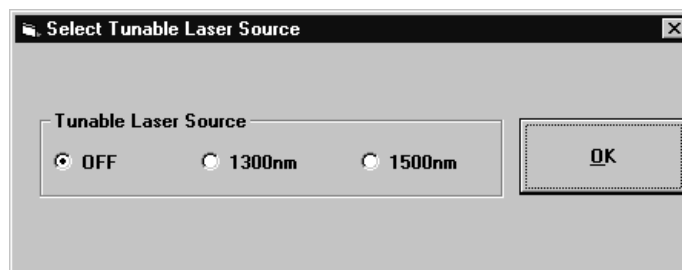 Select Tunable Laser Source
Tunable Laser Source
OFF 1300nm 1500nm
OK